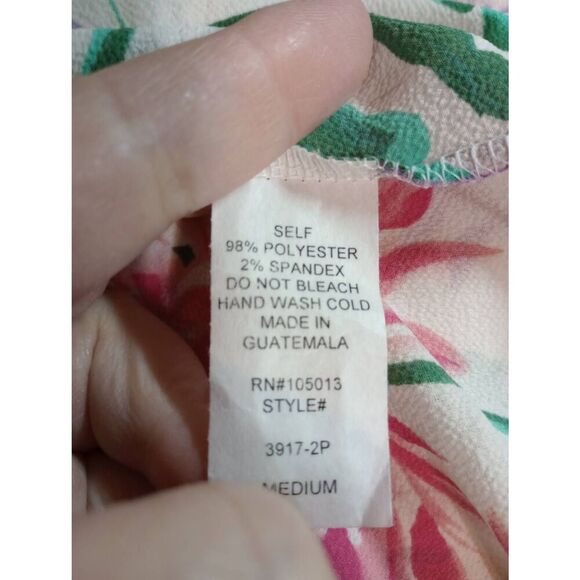 SELF
98% POLYESTER
2% SPANDEX
DO NOT BLEACH
HAND WASH COLD
MADE IN
GUATEMALA
RN#105013
STYLE#
3917-2P
MEDIUM